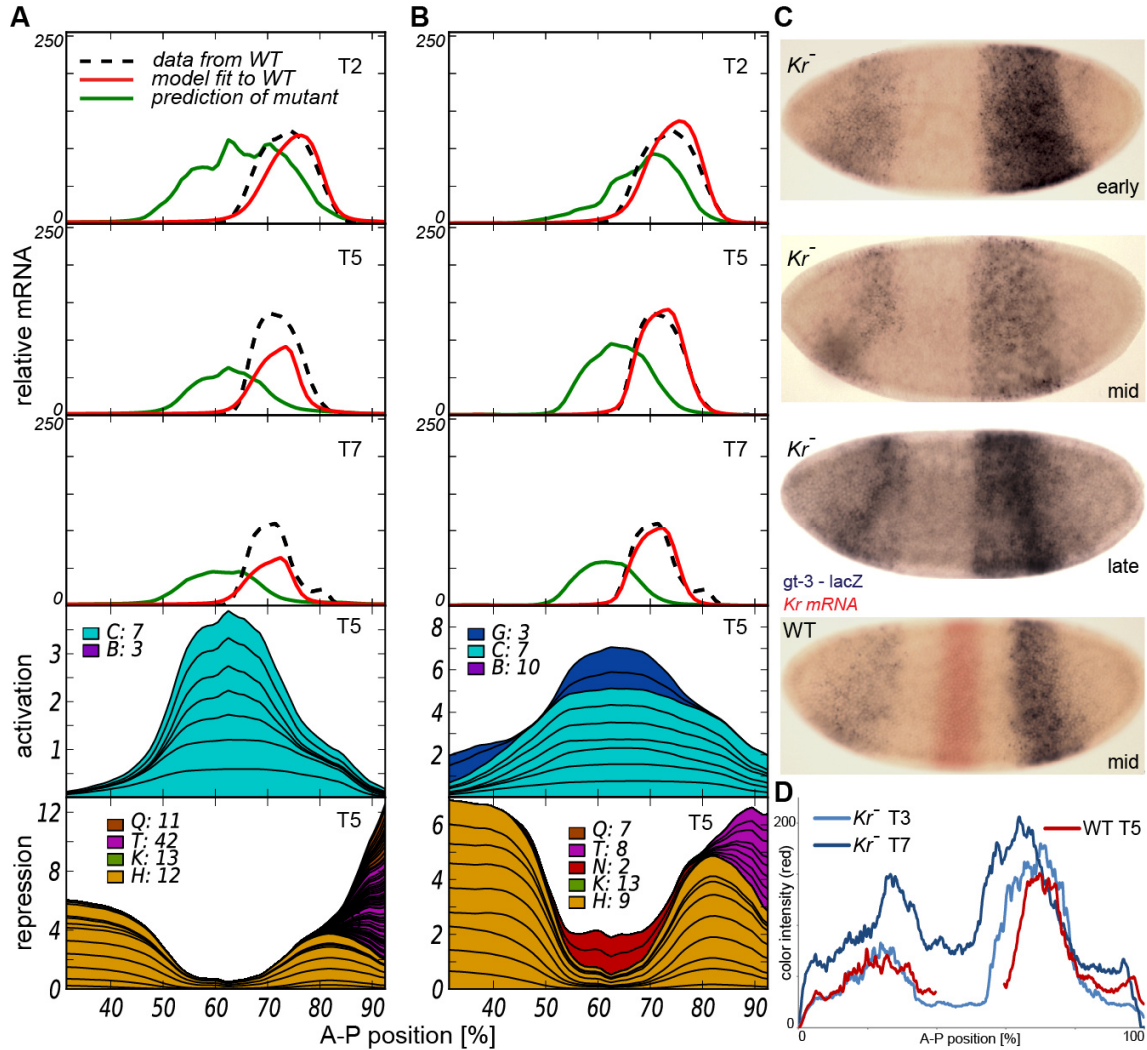 A
B
C
250
data from WT
model fit to WT
prediction of mutant
T2
0
250
T5
0
250
T7
0
relative mRNA
250
T2
0
250
T5
0
250
T7
0
Kr-
early
Kr-
mid
Kr-
late
gt-3 - lacZ
Kr mRNA
WT
mid
activation
C: 7
B: 3
T5
3
2
1
G: 3
C: 7
B: 10
T5
8
6
4
2
repression
Q: 11
T: 42
K: 13
H: 12
T5
12
8
4
0
Q: 7
T: 8
N: 2
K: 13
H: 9
T5
6
4
2
0
40 50 60 70 80 90
40 50 60 70 80 90
A-P position [%]
D
Kr- T3
Kr- T7
WT T5
color intensity (red)
200
0
0 100
A-P position [%]